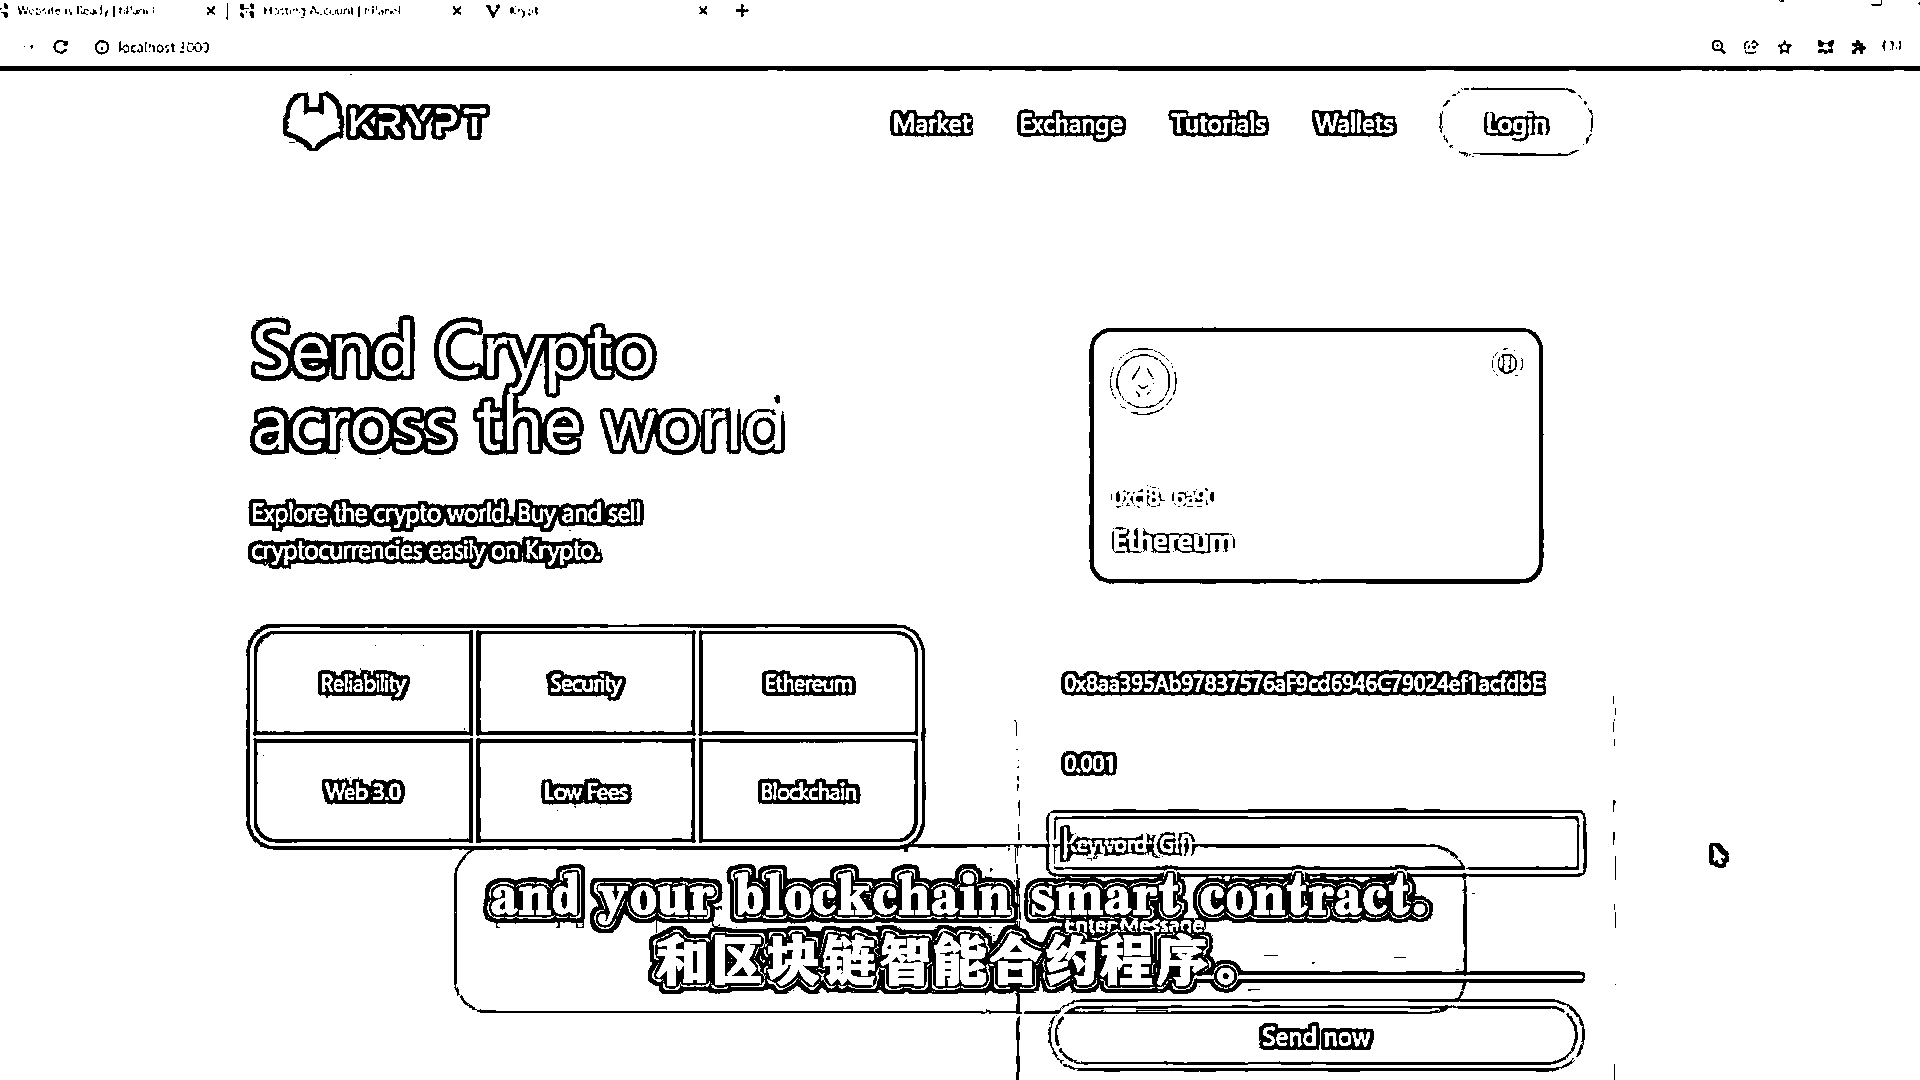 Website is Ready | hPanel
Hosting Account | hPanel
Krypt
localhost:3000
KRYPT
Market
Exchange
Tutorials
Wallets
Login
Send Crypto
across the world
Explore the crypto world. Buy and sell
cryptocurrencies easily on Krypto.
Ethereum
Reliability
Security
Ethereum
Web 3.0
Low Fees
Blockchain
0x8aa395Ab97837576aF9cd6946C79024ef1acfdbE
0.001
Keyword (Gif)
Enter Message
and your blockchain smart contract.
和区块链智能合约程序。
Send now